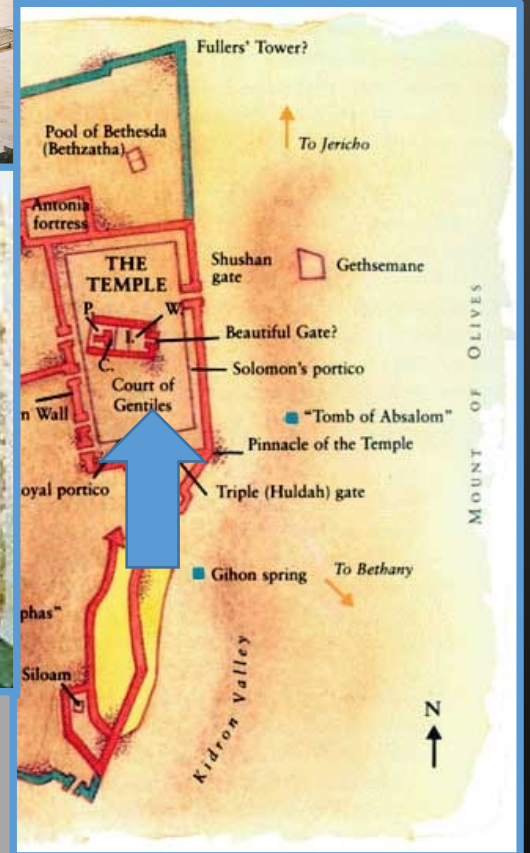 Fullers' Tower?
Pool of Bethesda
(Bethzatha)
To Jericho
Antonia
fortress
THE
TEMPLE
Shushan
gate
Gethsemane
P.
W.
I.
C.
Beautiful Gate?
Court of
Gentiles
Solomon's portico
MOUNT OF OLIVES
n Wall
"Tomb of Absalom"
Pinnacle of the Temple
oyal portico
Triple (Huldah) gate
Gihon spring
To Bethany
phas"
Siloam
Kidron Valley
N